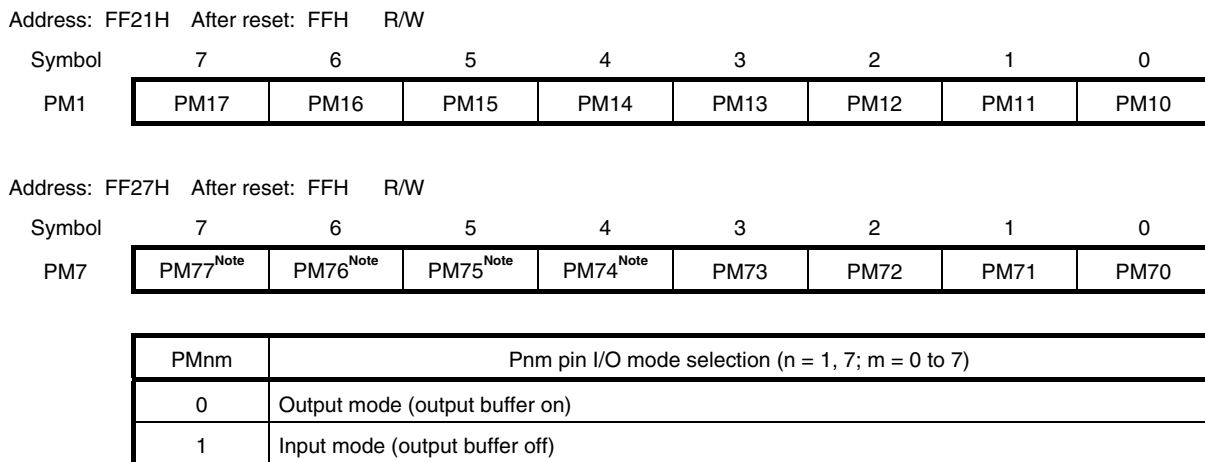 Address: FF21H After reset: FFH R/W
Symbol 7 6 5 4 3 2 1 0
PM1 PM17 PM16 PM15 PM14 PM13 PM12 PM11 PM10
Address: FF27H After reset: FFH R/W
Symbol 7 6 5 4 3 2 1 0
PM7 PM77Note PM76Note PM75Note PM74Note PM73 PM72 PM71 PM70
PMnm Pnm pin I/O mode selection (n = 1, 7; m = 0 to 7)
0 Output mode (output buffer on)
1 Input mode (output buffer off)